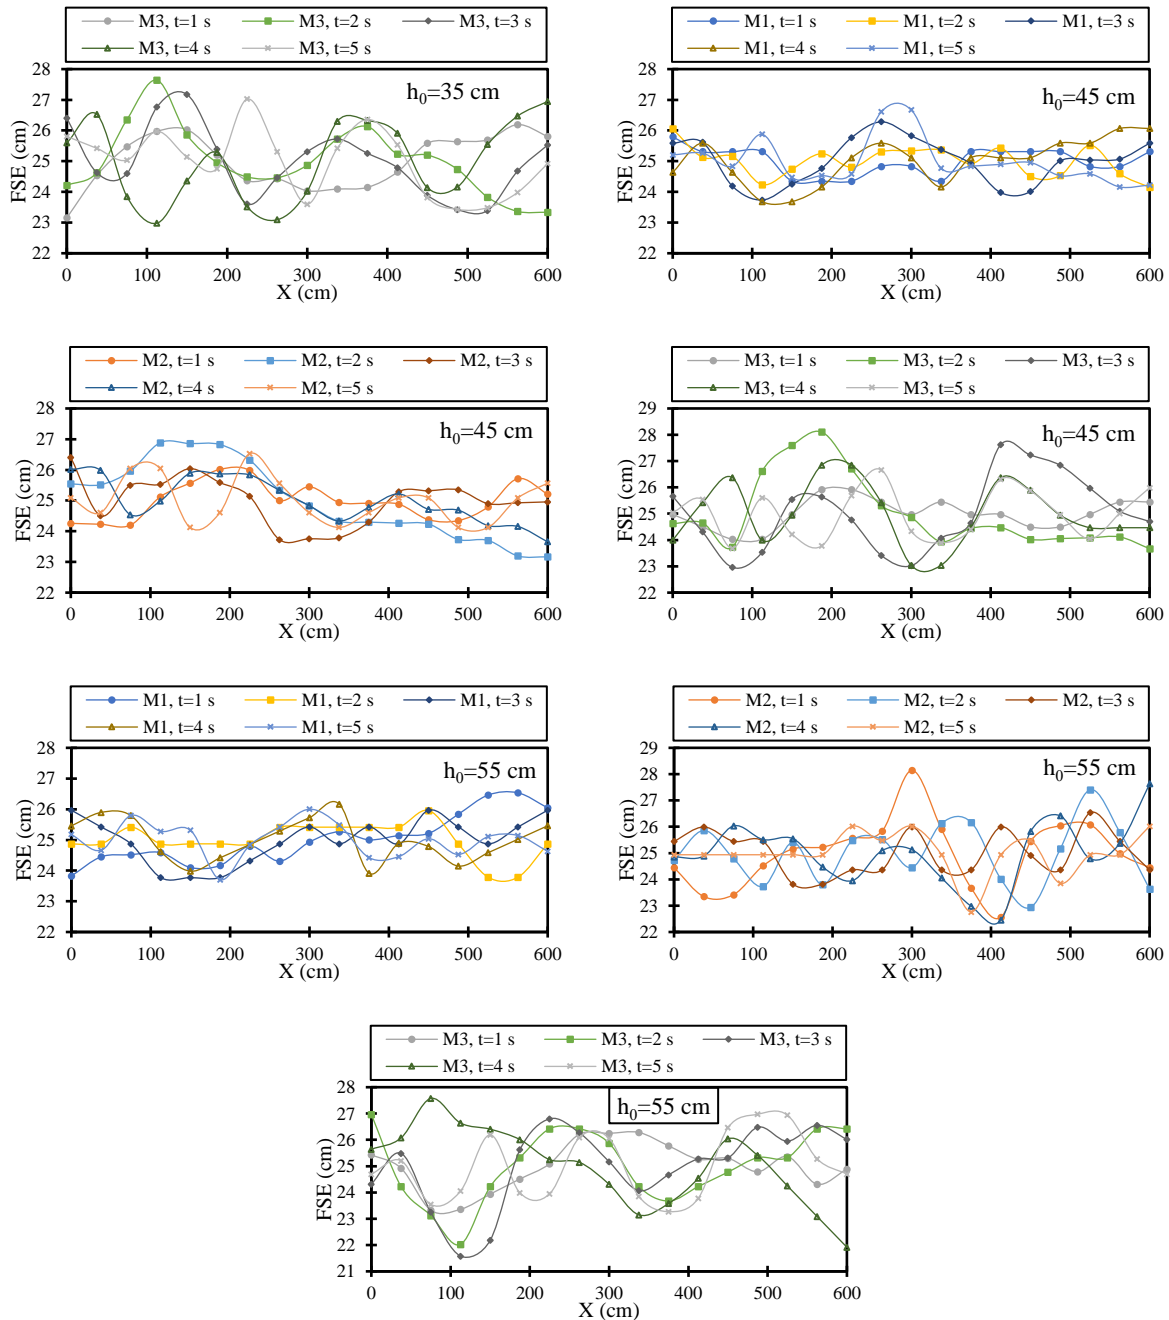 M3, t=1 s M3, t=2 s M3, t=3 s
M3, t=4 s M3, t=5 s
28
27
26
25
24
23
22
FSE (cm)
h0=35 cm
0 100 200 300 400 500 600
X (cm)
M1, t=1 s M1, t=2 s M1, t=3 s
M1, t=4 s M1, t=5 s
28
27
26
25
24
23
22
FSE (cm)
h0=45 cm
0 100 200 300 400 500 600
X (cm)
M2, t=1 s M2, t=2 s M2, t=3 s
M2, t=4 s M2, t=5 s
28
27
26
25
24
23
22
FSE (cm)
h0=45 cm
0 100 200 300 400 500 600
X (cm)
M3, t=1 s M3, t=2 s M3, t=3 s
M3, t=4 s M3, t=5 s
29
28
27
26
25
24
23
22
FSE (cm)
h0=45 cm
0 100 200 300 400 500 600
X (cm)
M1, t=1 s M1, t=2 s M1, t=3 s
M1, t=4 s M1, t=5 s
28
27
26
25
24
23
22
FSE (cm)
h0=55 cm
0 100 200 300 400 500 600
X (cm)
M2, t=1 s M2, t=2 s M2, t=3 s
M2, t=4 s M2, t=5 s
29
28
27
26
25
24
23
22
FSE (cm)
h0=55 cm
0 100 200 300 400 500 600
X (cm)
M3, t=1 s M3, t=2 s M3, t=3 s
M3, t=4 s M3, t=5 s
28
27
26
25
24
23
22
21
FSE (cm)
h0=55 cm
0 100 200 300 400 500 600
X (cm)